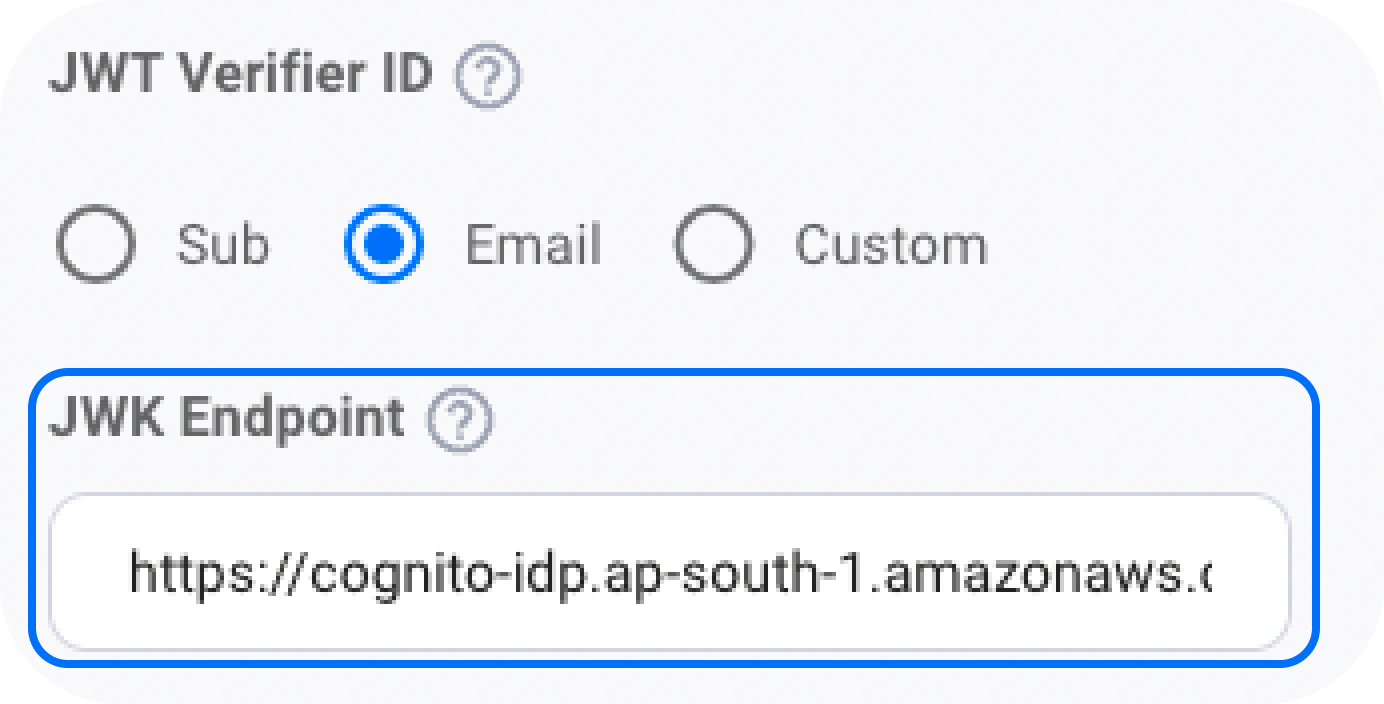 JWT Verifier ID ?
Sub Email Custom
JWK Endpoint ?
https://cognito-idp.ap-south-1.amazonaws.